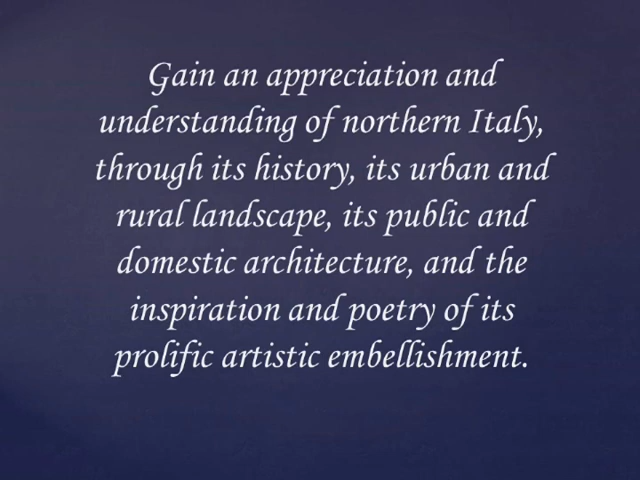 Gain an appreciation and
understanding of northern Italy,
through its history, its urban and
rural landscape, its public and
domestic architecture, and the
inspiration and poetry of its
prolific artistic embellishment.